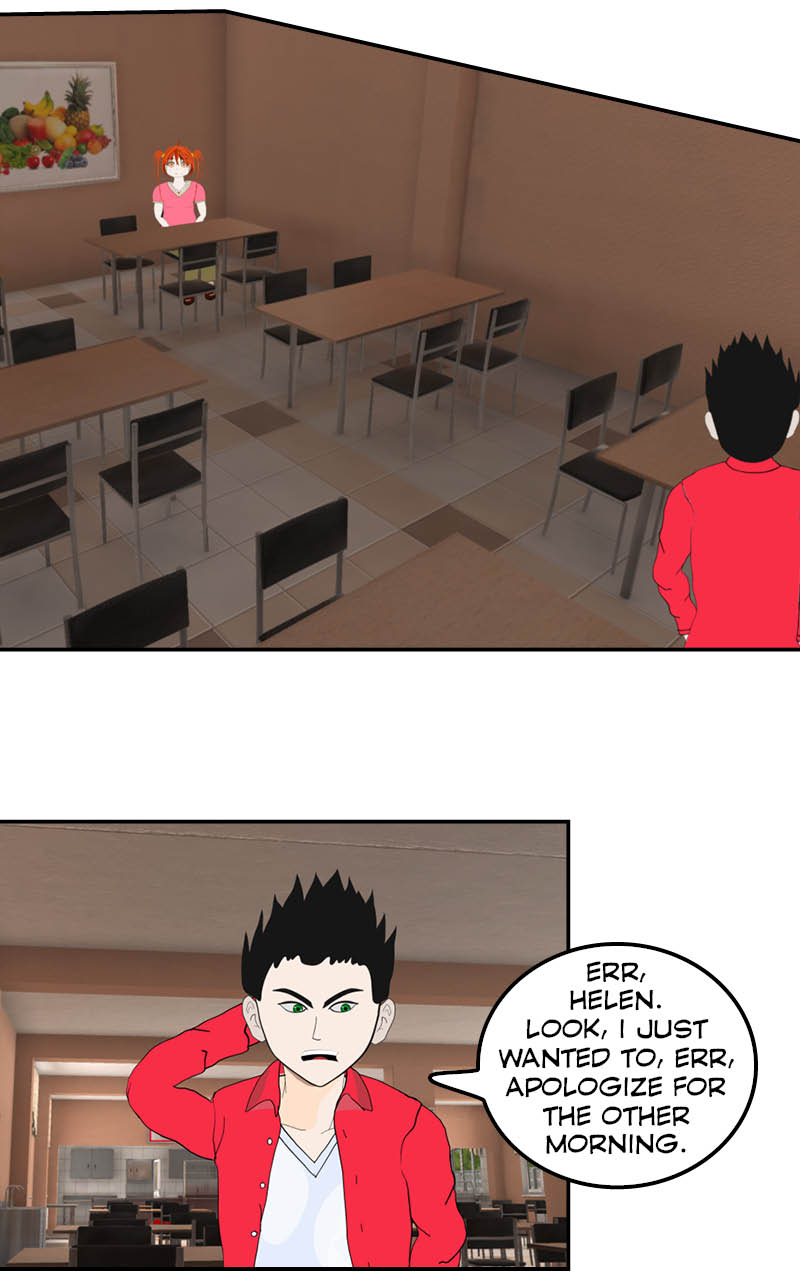 ERR,
HELEN.
LOOK, I JUST
WANTED TO, ERR,
APOLOGIZE FOR
THE OTHER
MORNING.